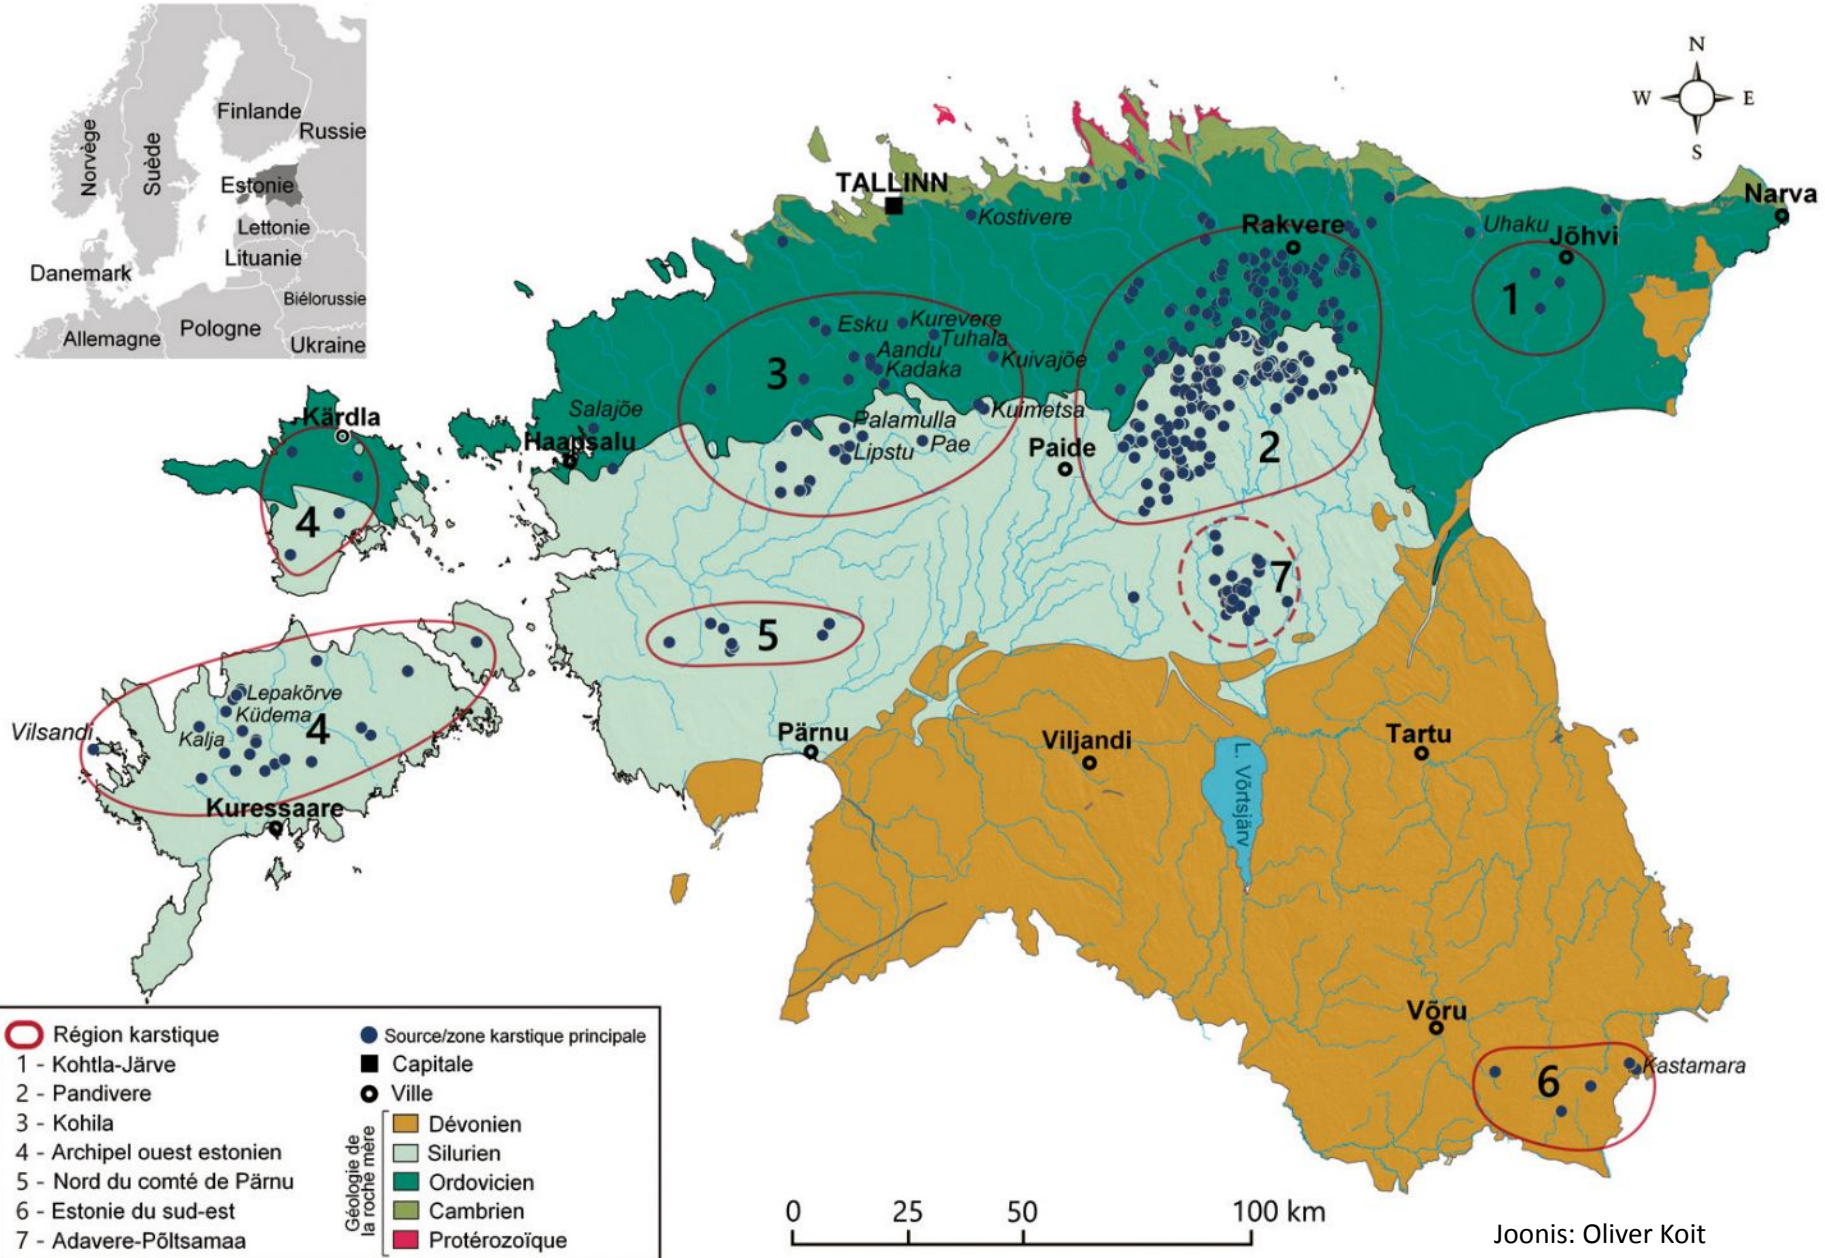 Norvège
Suède
Finlande
Russie
Estonie
Lettonie
Lituanie
Danemark
Biélorussie
Allemagne
Pologne
Ukraine
N
W
E
S
TALLINN
Kostivere
Rakvere
Uhaku
Jõhvi
Narva
1
Esku
Kurevere
Tuhala
Aandu
Kuivajõe
3
Kadaka
Kärdla
Salajõe
Haapsalu
Palamulla
Kuimetsa
Lipstu
Pae
Paide
2
4
7
5
Lepakõrve
Küdema
4
Kalja
Vilsandi
Pärnu
Viljandi
Tartu
L. Võrtsjärv
Kuressaare
Võru
6
Kastamara
Région karstique
1 - Kohtla-Järve
2 - Pandivere
3 - Kohila
4 - Archipel ouest estonien
5 - Nord du comté de Pärnu
6 - Estonie du sud-est
7 - Adavere-Põltsamaa
Source/zone karstique principale
Capitale
Ville
Géologie de
la roche mère
Dévonien
Silurien
Ordovicien
Cambrien
Protérozoïque
0 25 50 100 km
Joonis: Oliver Koit